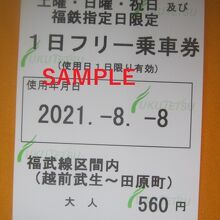 土曜・日曜・祝日 及び
福鉄指定日限定
1日フリー乗車券
(使用日1日限り有効)
SAMPLE
使用年月日
2021.-8.-8
FUKUTETSU
福武線区間内
(越前武生~田原町)
大人 560円